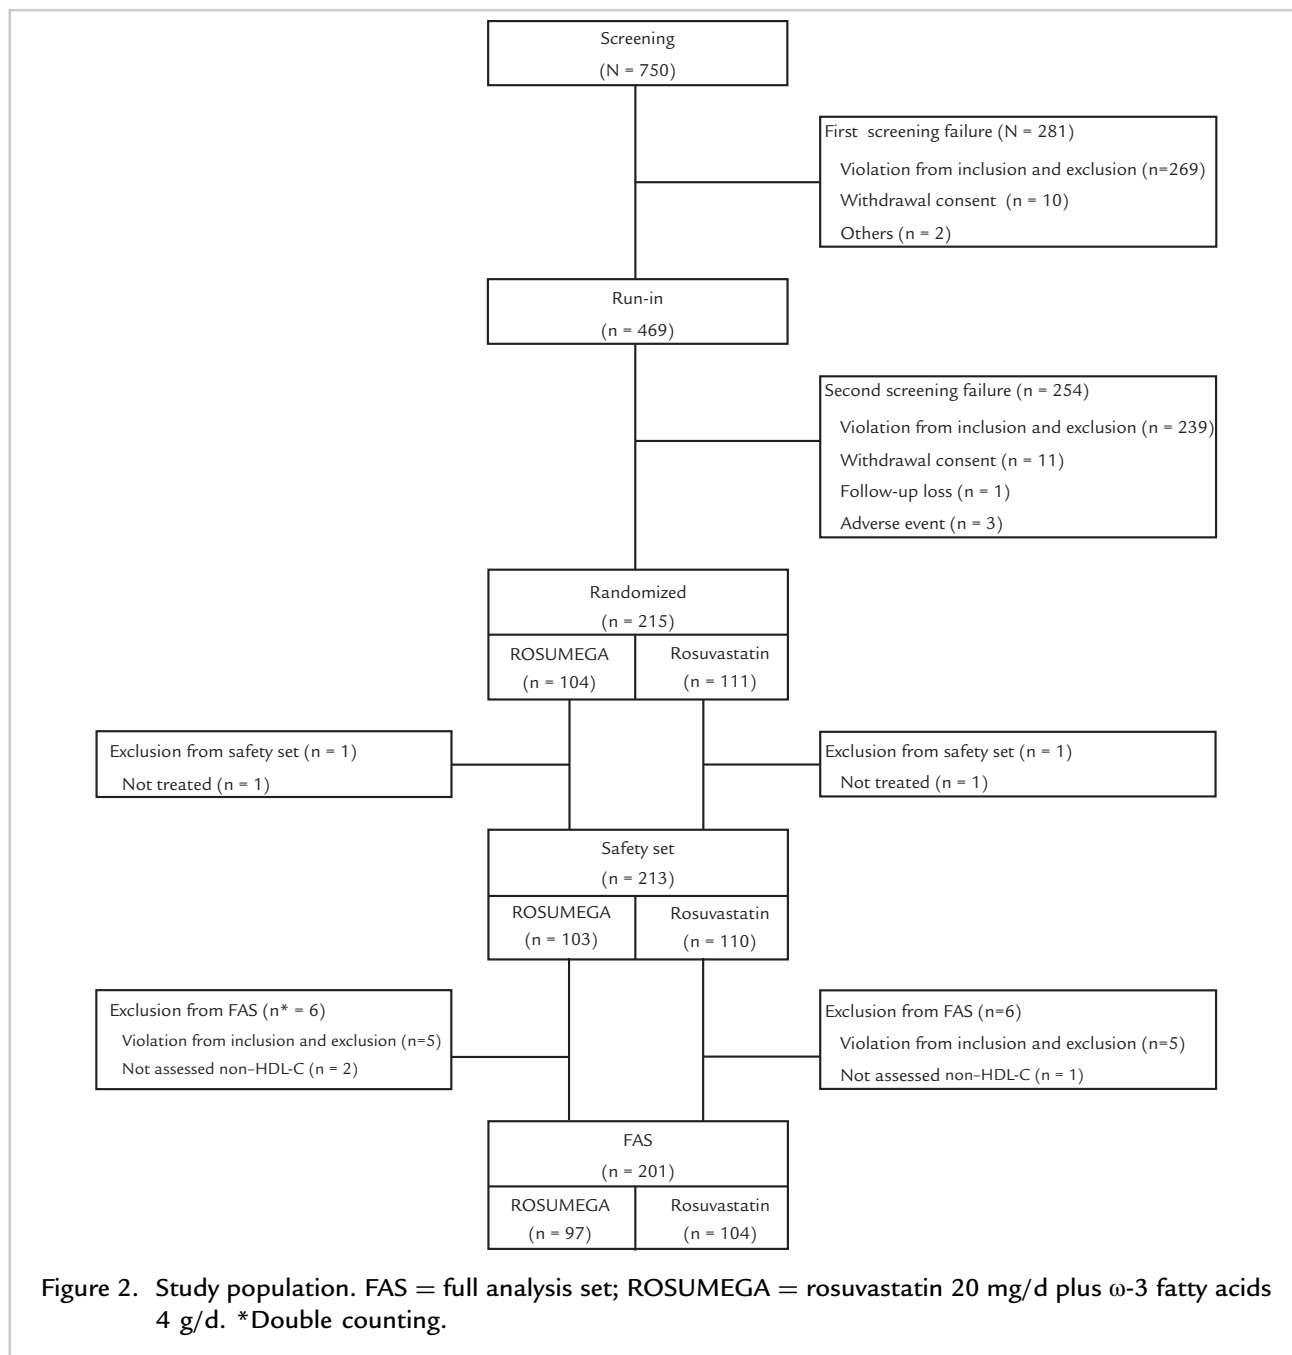 Screening
(N = 750)
First screening failure (N = 281)
Violation from inclusion and exclusion (n=269)
Withdrawal consent (n = 10)
Others (n = 2)
Run-in
(n = 469)
Second screening failure (n = 254)
Violation from inclusion and exclusion (n = 239)
Withdrawal consent (n = 11)
Follow-up loss (n = 1)
Adverse event (n = 3)
Randomized
(n = 215)
ROSUMEGA
(n = 104)
Rosuvastatin
(n = 111)
Exclusion from safety set (n = 1)
Not treated (n = 1)
Exclusion from safety set (n = 1)
Not treated (n = 1)
Safety set
(n = 213)
ROSUMEGA
(n = 103)
Rosuvastatin
(n = 110)
Exclusion from FAS (n* = 6)
Violation from inclusion and exclusion (n=5)
Not assessed non–HDL-C (n = 2)
Exclusion from FAS (n=6)
Violation from inclusion and exclusion (n=5)
Not assessed non–HDL-C (n = 1)
FAS
(n = 201)
ROSUMEGA
(n = 97)
Rosuvastatin
(n = 104)
Figure 2. Study population. FAS = full analysis set; ROSUMEGA = rosuvastatin 20 mg/d plus ω-3 fatty acids
4 g/d. *Double counting.